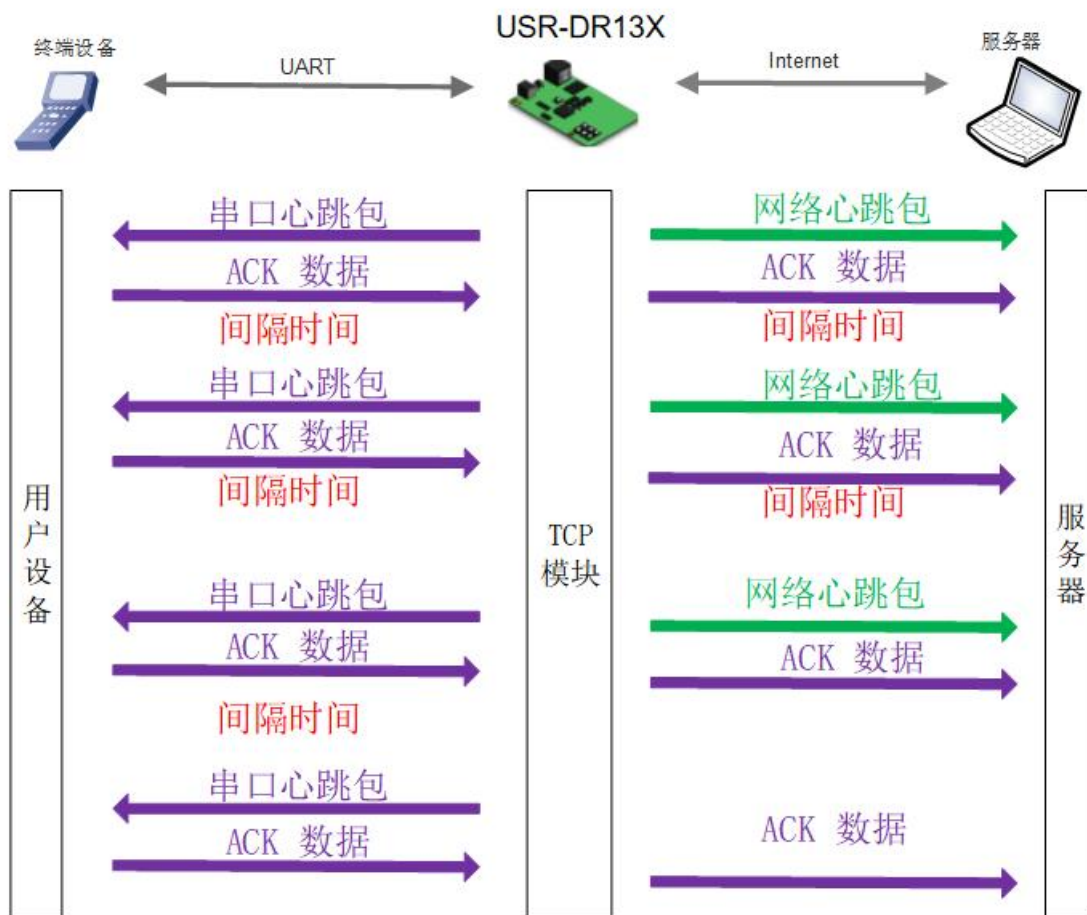 USR-DR13X
终端设备
UART
Internet
服务器
串口心跳包
网络心跳包
ACK 数据
ACK 数据
间隔时间
间隔时间
串口心跳包
网络心跳包
ACK 数据
ACK 数据
间隔时间
间隔时间
用户设备
TCP
模块
服务器
串口心跳包
网络心跳包
ACK 数据
ACK 数据
间隔时间
串口心跳包
ACK 数据
ACK 数据